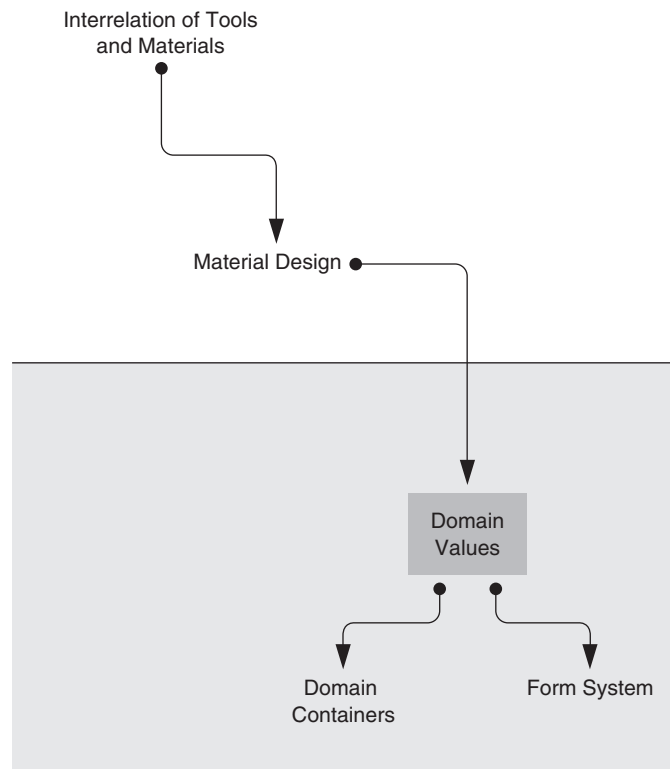 Interrelation of Tools
and Materials
Material Design
Domain
Values
Domain
Containers
Form System